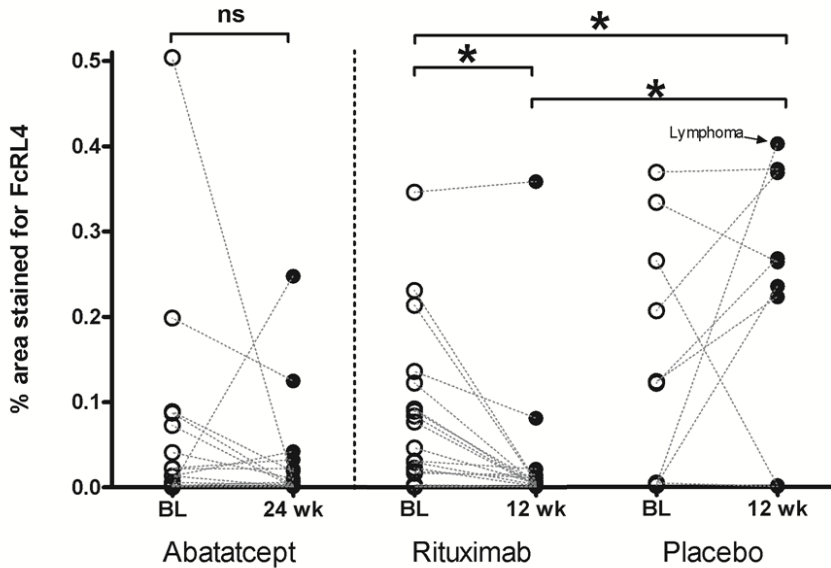 ns
*
*
*
Lymphoma
% area stained for FcRL4
0.5
0.4
0.3
0.2
0.1
0.0
BL 24 wk BL 12 wk BL 12 wk
Abatatcept Rituximab Placebo